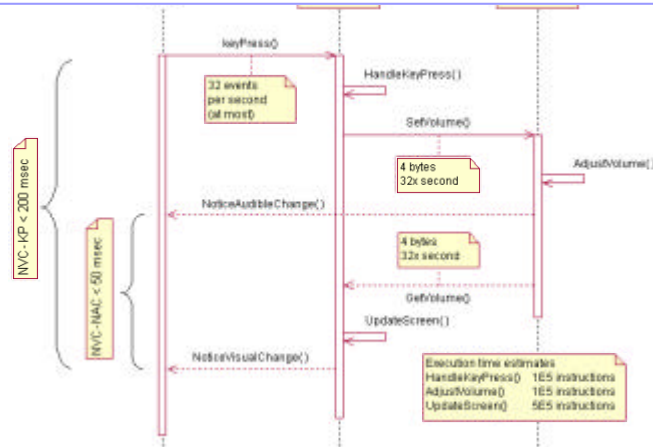 keyPress()
32 events
per second
(at most)
HandleKeyPress()
SetVolume()
4 bytes
32x second
AdjustVolume()
NoticeAudibleChange()
4 bytes
32x second
GetVolume()
UpdateScreen()
NoticeVisualChange()
NVC-KP < 200 msec
NVC-NAC < 50 msec
Execution time estimates
HandleKeyPress() 1E5 instructions
AdjustVolume() 1E5 instructions
UpdateScreen() 5E5 instructions